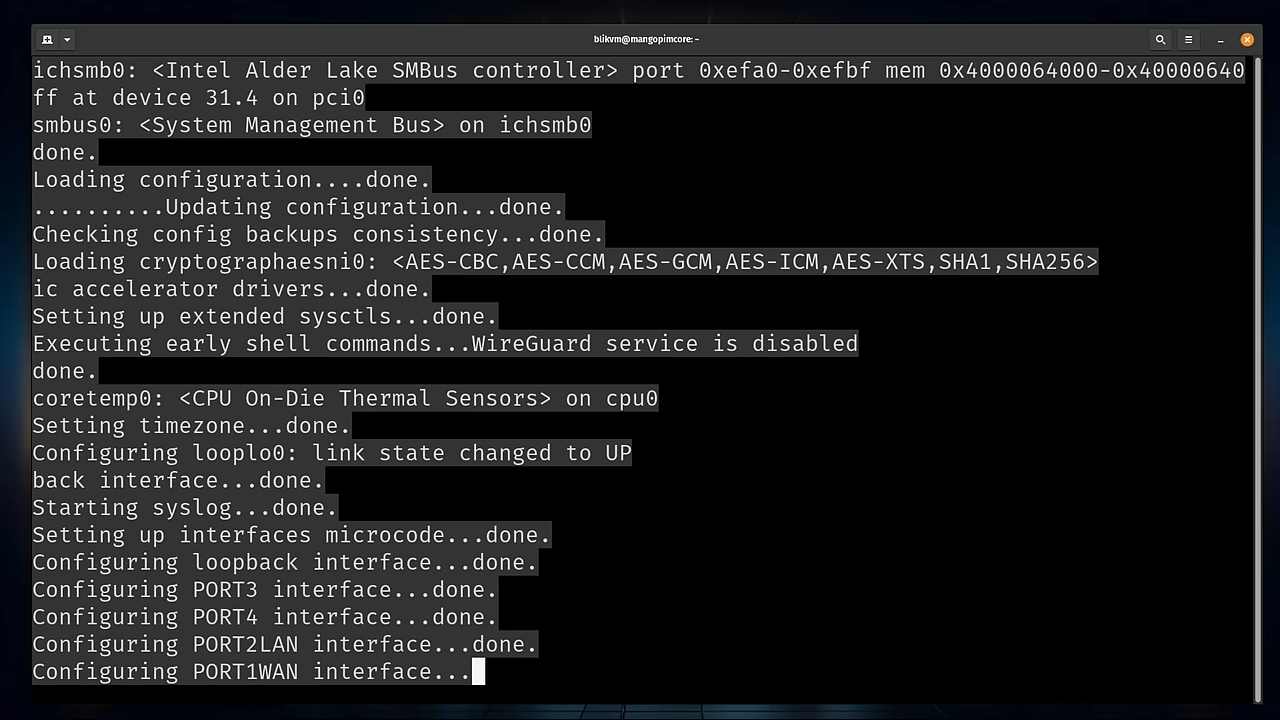 blikvm@mangopimcore:~
ichsmb0: <Intel Alder Lake SMBus controller> port 0xefa0-0xefbf mem 0x4000064000-0x40000640
ff at device 31.4 on pci0
smbus0: <System Management Bus> on ichsmb0
done.
Loading configuration....done.
..........Updating configuration...done.
Checking config backups consistency...done.
Loading cryptographaesni0: <AES-CBC,AES-CCM,AES-GCM,AES-ICM,AES-XTS,SHA1,SHA256>
ic accelerator drivers...done.
Setting up extended sysctls...done.
Executing early shell commands...WireGuard service is disabled
done.
coretemp0: <CPU On-Die Thermal Sensors> on cpu0
Setting timezone...done.
Configuring looplo0: link state changed to UP
back interface...done.
Starting syslog...done.
Setting up interfaces microcode...done.
Configuring loopback interface...done.
Configuring PORT3 interface...done.
Configuring PORT4 interface...done.
Configuring PORT2LAN interface...done.
Configuring PORT1WAN interface...